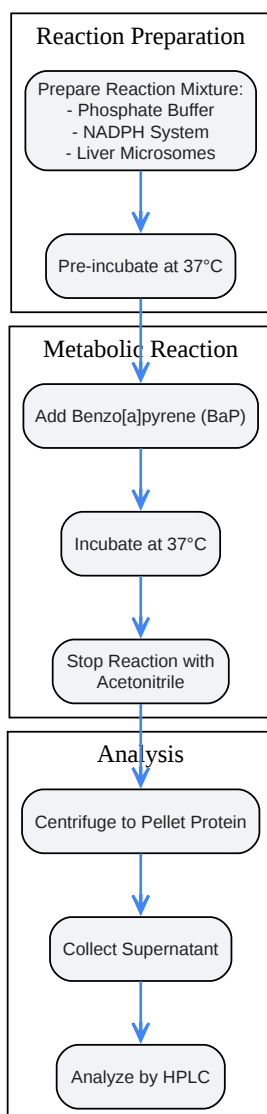 Reaction Preparation
Prepare Reaction Mixture:
- Phosphate Buffer
- NADPH System
- Liver Microsomes
Pre-incubate at 37°C
Metabolic Reaction
Add Benzo[a]pyrene (BaP)
Incubate at 37°C
Stop Reaction with
Acetonitrile
Analysis
Centrifuge to Pellet Protein
Collect Supernatant
Analyze by HPLC